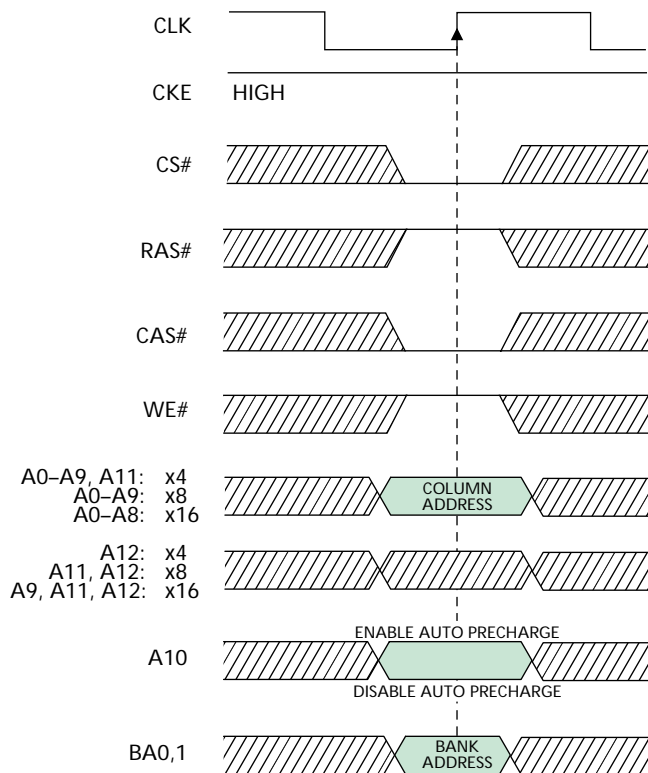 CLK
CKE HIGH
CS#
RAS#
CAS#
WE#
A0–A9, A11: x4
A0–A9: x8
A0–A8: x16
COLUMN
ADDRESS
A12: x4
A11, A12: x8
A9, A11, A12: x16
ENABLE AUTO PRECHARGE
A10
DISABLE AUTO PRECHARGE
BA0,1
BANK
ADDRESS